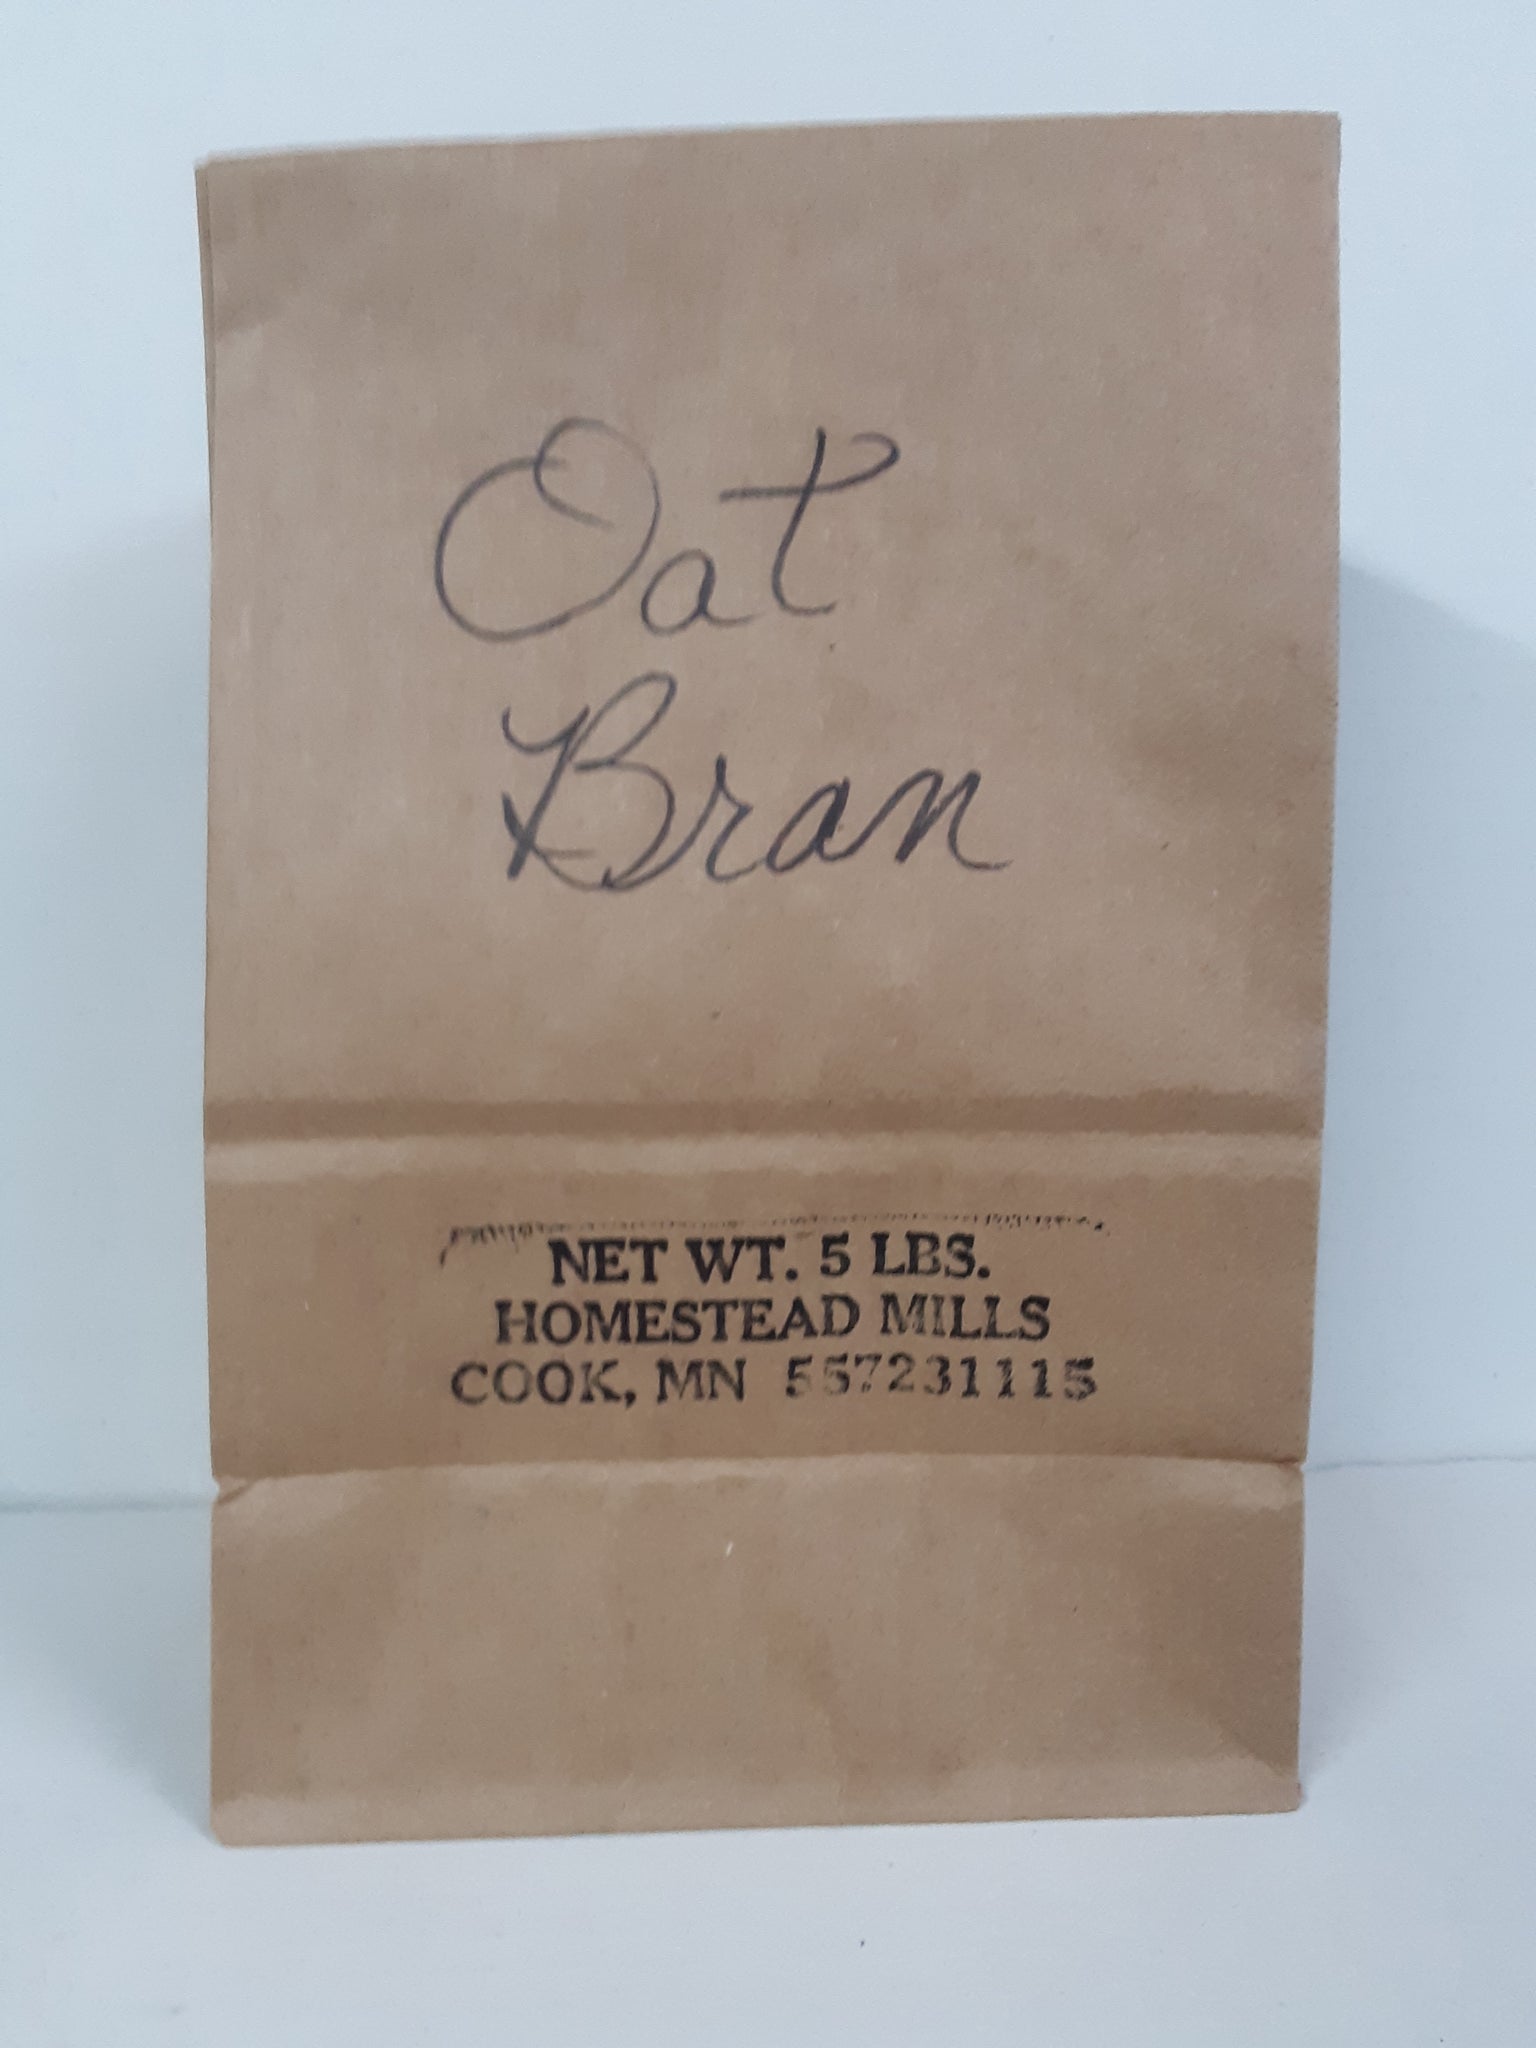 Oat
Bran
NET WT. 5 LBS.
HOMESTEAD MILLS
COOK, MN 557231115